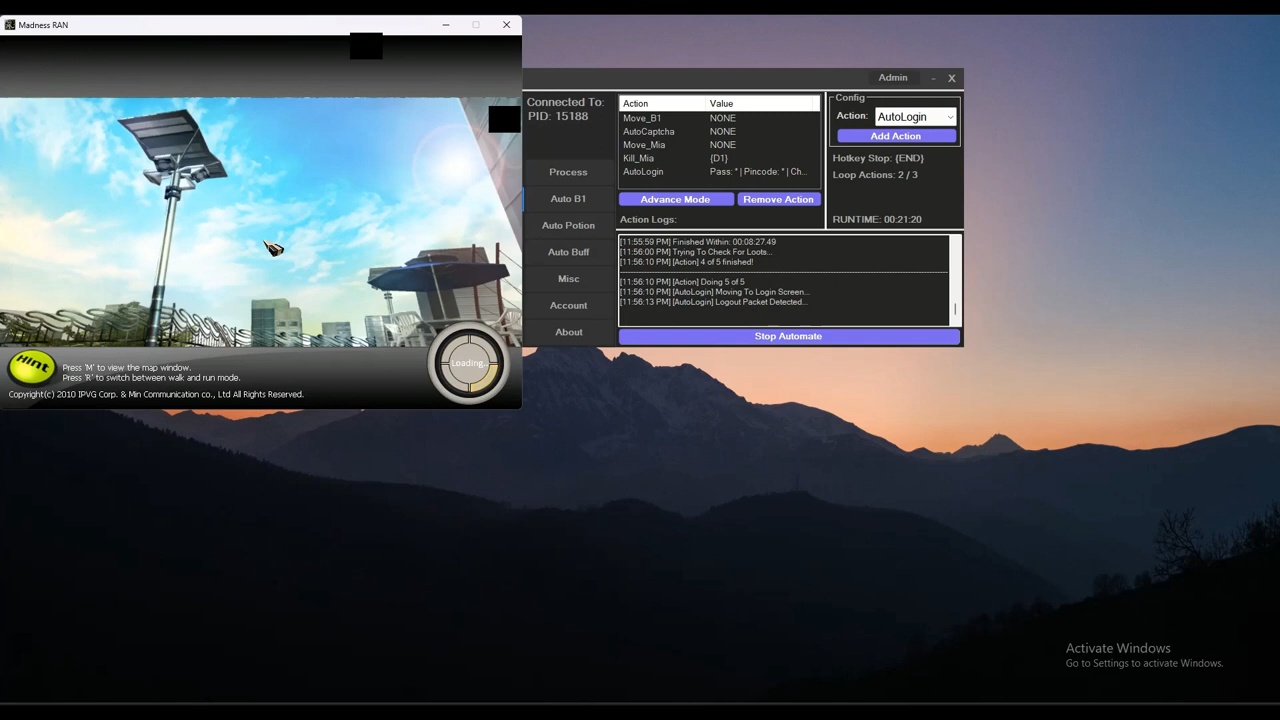 Madness RAN
Admin
Connected To:
PID: 15188
Process
Auto B1
Auto Potion
Auto Buff
Misc
Account
About
Action Value
Move_B1 NONE
AutoCaptcha NONE
Move_Mia NONE
Kill_Mia {D1}
AutoLogin Pass: * | Pincode: * | Ch...
Advance Mode Remove Action
Config
Action: AutoLogin
Add Action
Hotkey Stop: {END}
Loop Actions: 2 / 3
RUNTIME: 00:21:20
Action Logs:
[11:55:59 PM] Finished Within: 00:08:27.49
[11:56:00 PM] Trying To Check For Loots...
[11:56:10 PM] [Action] 4 of 5 finished!
[11:56:10 PM] [Action] Doing 5 of 5
[11:56:10 PM] [AutoLogin] Moving To Login Screen...
[11:56:13 PM] [AutoLogin] Logout Packet Detected...
Stop Automate
Loading...
Hint
Press 'M' to view the map window.
Press 'R' to switch between walk and run mode.
Copyright(c) 2010 IPVG Corp. & Min Communication co., Ltd All Rights Reserved.
Activate Windows
Go to Settings to activate Windows.